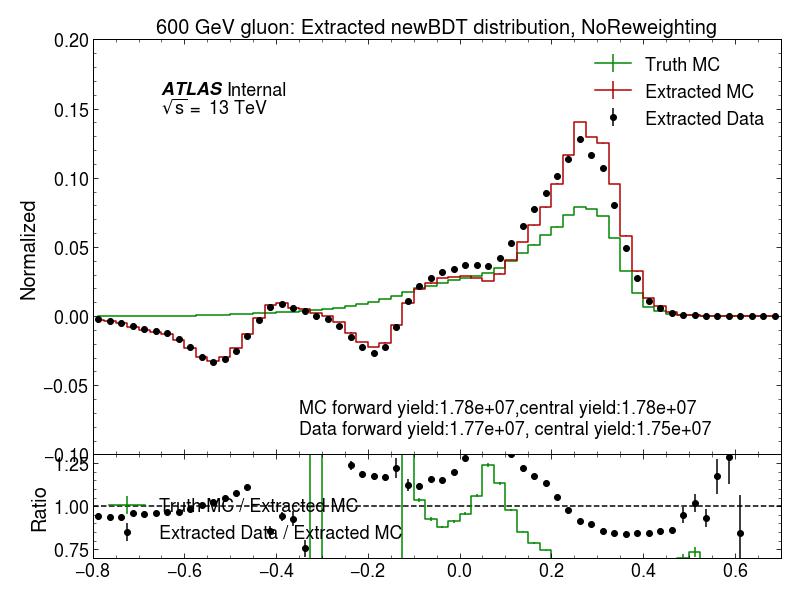 600 GeV gluon: Extracted newBDT distribution, NoReweighting
0.20
0.15
0.10
0.05
0.00
−0.05
−0.10
Normalized
ATLAS Internal
√s = 13 TeV
Truth MC
Extracted MC
Extracted Data
MC forward yield:1.78e+07,central yield:1.78e+07
Data forward yield:1.77e+07, central yield:1.75e+07
1.25
1.00
0.75
Ratio
Truth MC / Extracted MC
Extracted Data / Extracted MC
−0.8 −0.6 −0.4 −0.2 0.0 0.2 0.4 0.6